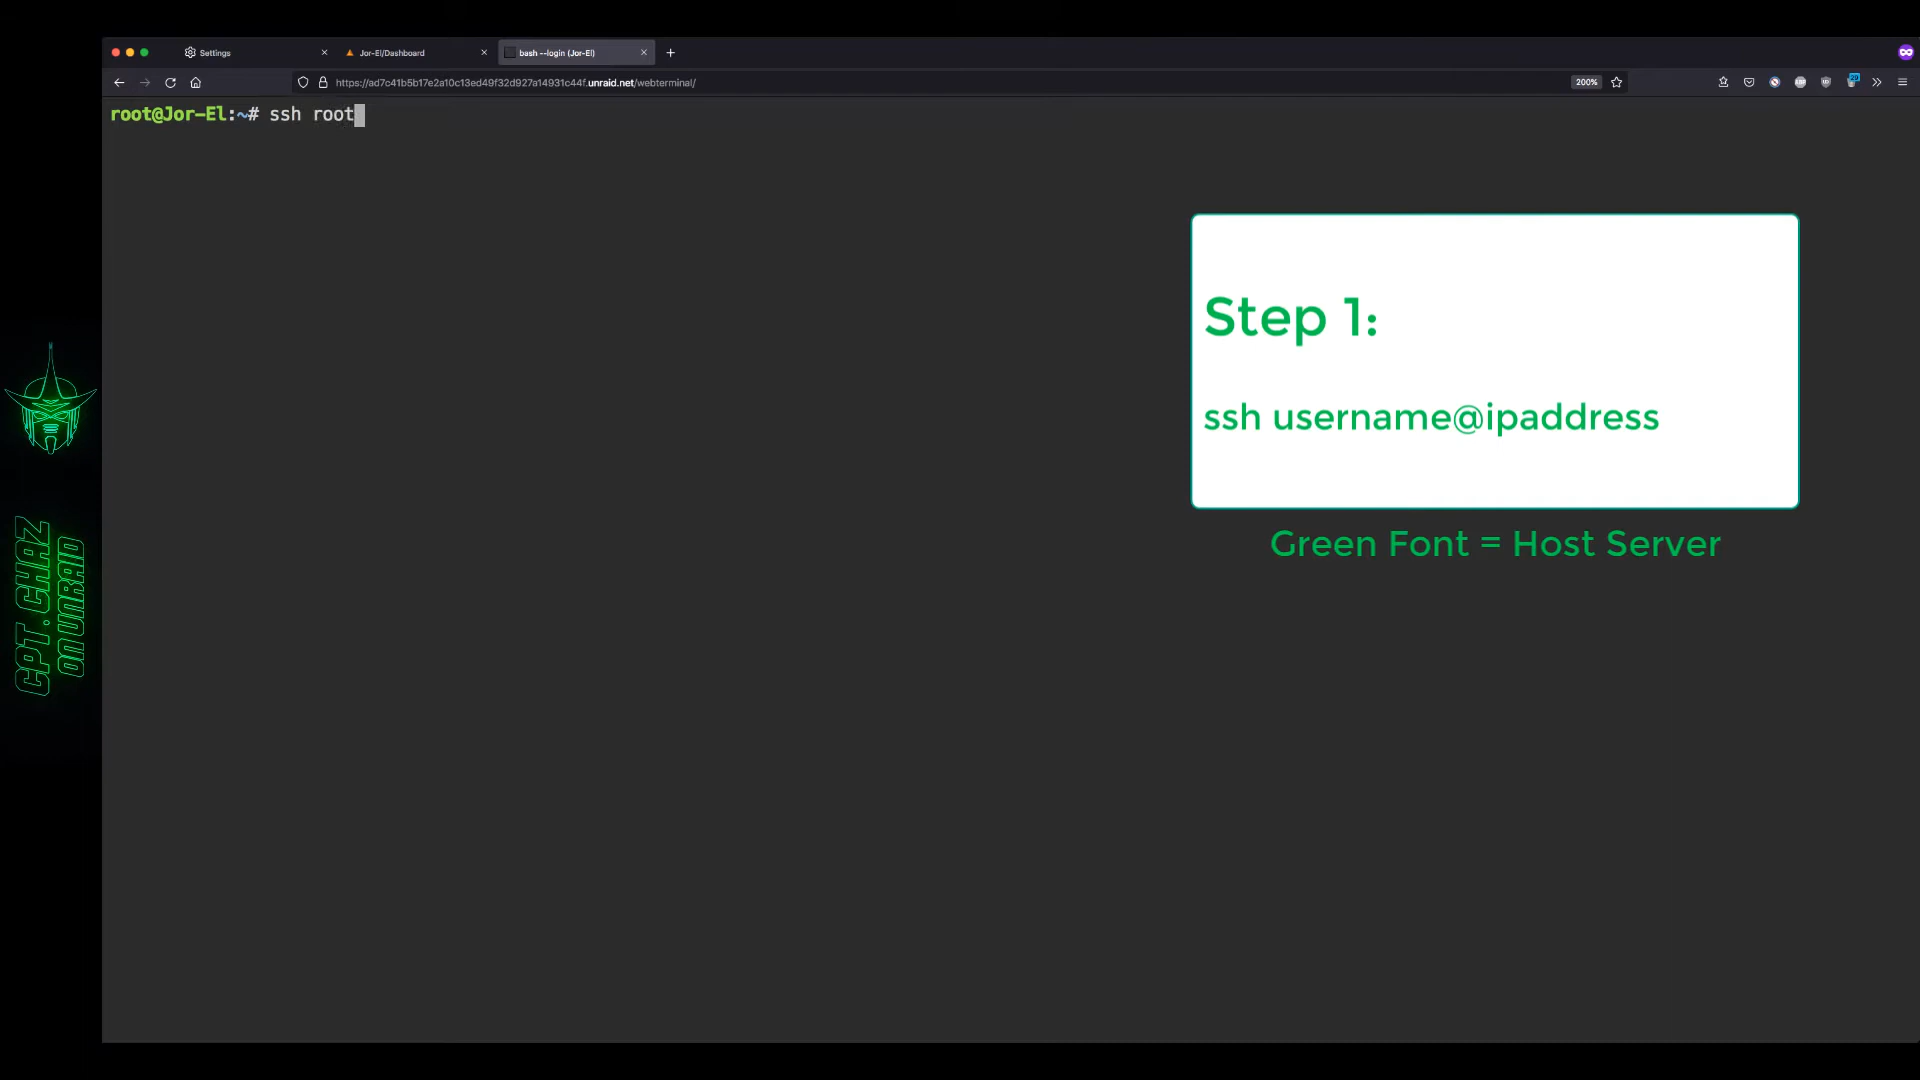 Settings
Jor-El/Dashboard
bash --login (Jor-El)
https://ad7c41b5b17e2a10c13ed49f32d927a14931c44f.unraid.net/webterminal/
200%
root@Jor-El:~# ssh root
Step 1:
ssh username@ipaddress
Green Font = Host Server
CPT. CHAZ
ON UNRAID